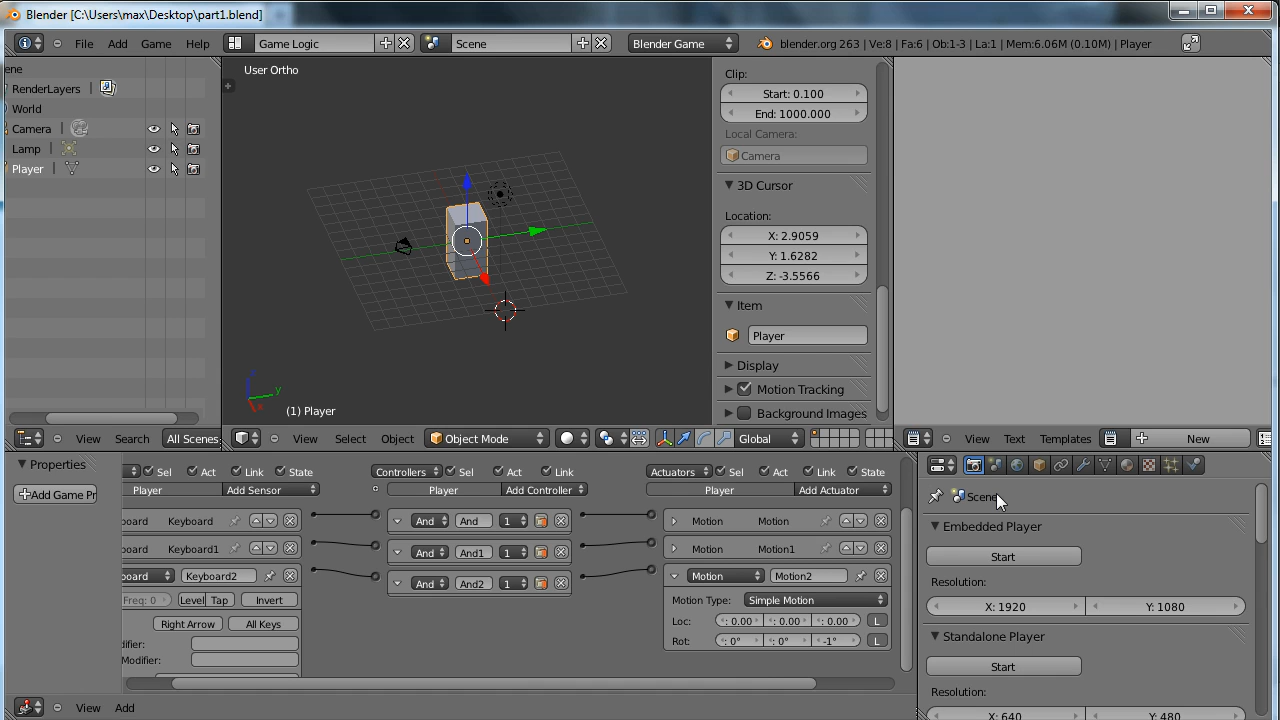 Blender [C:\Users\max\Desktop\part1.blend]
File Add Game Help Game Logic Scene Blender Game blender.org 263 | Ve:8 | Fa:6 | Ob:1-3 | La:1 | Mem:6.06M (0.10M) | Player
ene
RenderLayers
World
Camera
Lamp
Player
View Search All Scenes
User Ortho
z
y
x
(1) Player
View Select Object Object Mode Global
Clip:
Start: 0.100
End: 1000.000
Local Camera:
Camera
3D Cursor
Location:
X: 2.9059
Y: 1.6282
Z: -3.5566
Item
Player
Display
Motion Tracking
Background Images
View Text Templates New
Properties
Add Game Pr
Sel Act Link State
Player Add Sensor
board Keyboard
board Keyboard1
board Keyboard2
Freq: 0 Level Tap Invert
Right Arrow All Keys
difier:
Modifier:
Controllers Sel Act Link
Player Add Controller
And And 1
And And1 1
And And2 1
Actuators Sel Act Link State
Player Add Actuator
Motion Motion
Motion Motion1
Motion Motion2
Motion Type: Simple Motion
Loc: : 0.00 : 0.00 : 0.00 L
Rot: : 0° : 0° -1° L
View Add
Scene
Embedded Player
Start
Resolution:
X: 1920 Y: 1080
Standalone Player
Start
Resolution:
X: 640 Y: 480